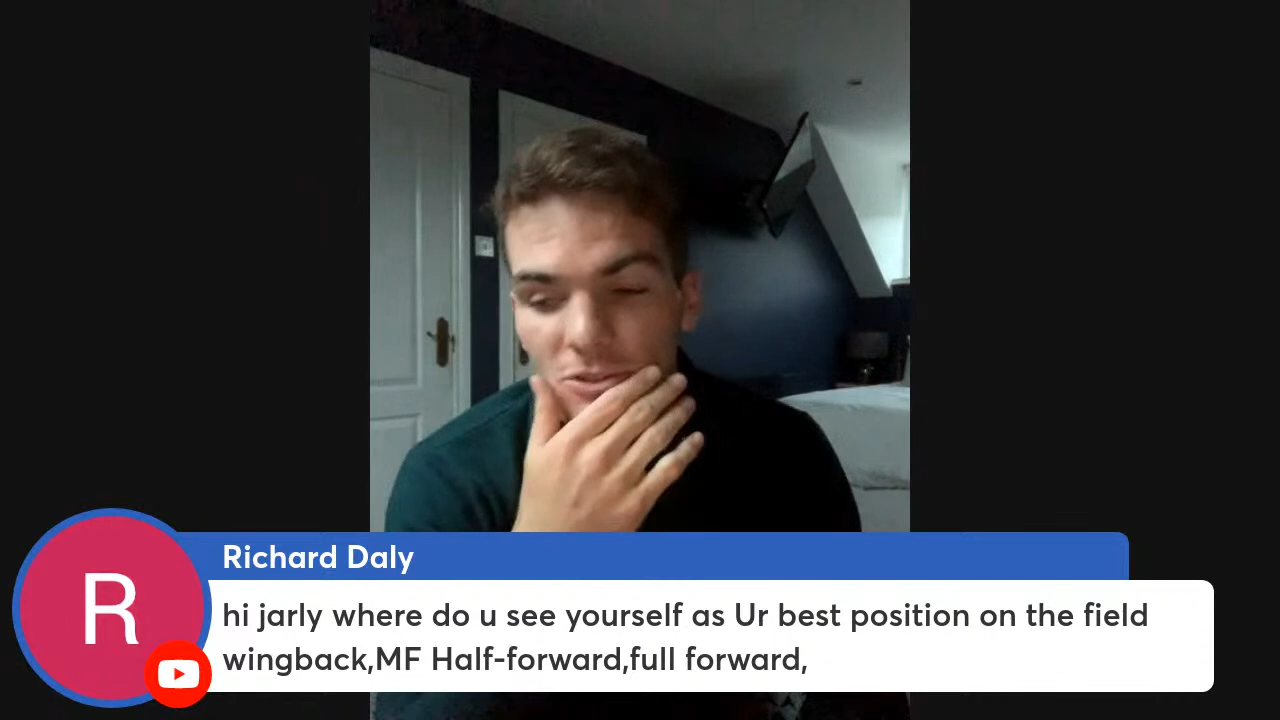 R
Richard Daly
hi jarly where do u see yourself as Ur best position on the field
wingback,MF Half-forward,full forward,